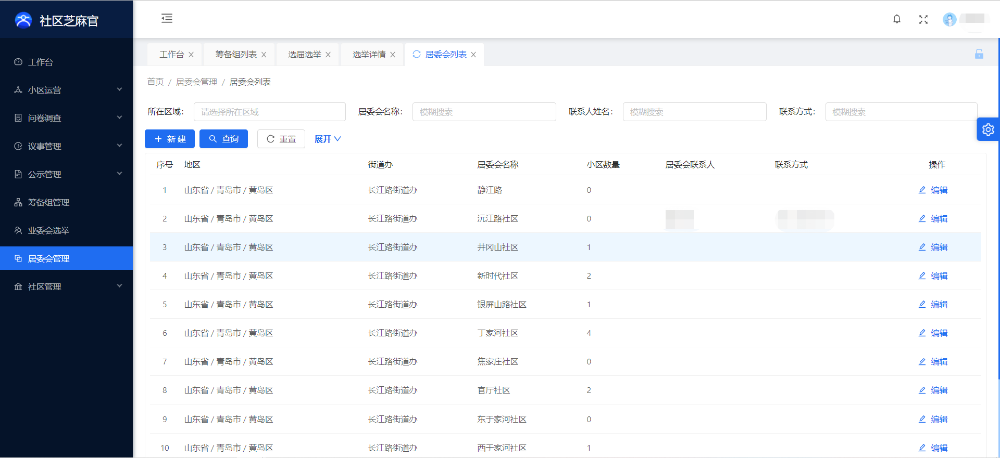 社区芝麻官
工作台
小区运营
问卷调查
议事管理
公示管理
筹备组管理
业委会选举
居委会管理
社区管理
工作台 筹备组列表 选届选举 选举详情 居委会列表
首页 / 居委会管理 / 居委会列表
所在区域: 请选择所在区域 居委会名称: 模糊搜索 联系人姓名: 模糊搜索 联系方式: 模糊搜索
新 建 查询 重置 展开
序号 地区 街道办 居委会名称 小区数量 居委会联系人 联系方式 操作
1 山东省 / 青岛市 / 黄岛区 长江路街道办 静江路 0 编辑
2 山东省 / 青岛市 / 黄岛区 长江路街道办 沅江路社区 0 编辑
3 山东省 / 青岛市 / 黄岛区 长江路街道办 井冈山社区 1 编辑
4 山东省 / 青岛市 / 黄岛区 长江路街道办 新时代社区 2 编辑
5 山东省 / 青岛市 / 黄岛区 长江路街道办 银屏山路社区 1 编辑
6 山东省 / 青岛市 / 黄岛区 长江路街道办 丁家河社区 4 编辑
7 山东省 / 青岛市 / 黄岛区 长江路街道办 焦家庄社区 0 编辑
8 山东省 / 青岛市 / 黄岛区 长江路街道办 官厅社区 2 编辑
9 山东省 / 青岛市 / 黄岛区 长江路街道办 东于家河社区 0 编辑
10 山东省 / 青岛市 / 黄岛区 长江路街道办 西于家河社区 1 编辑